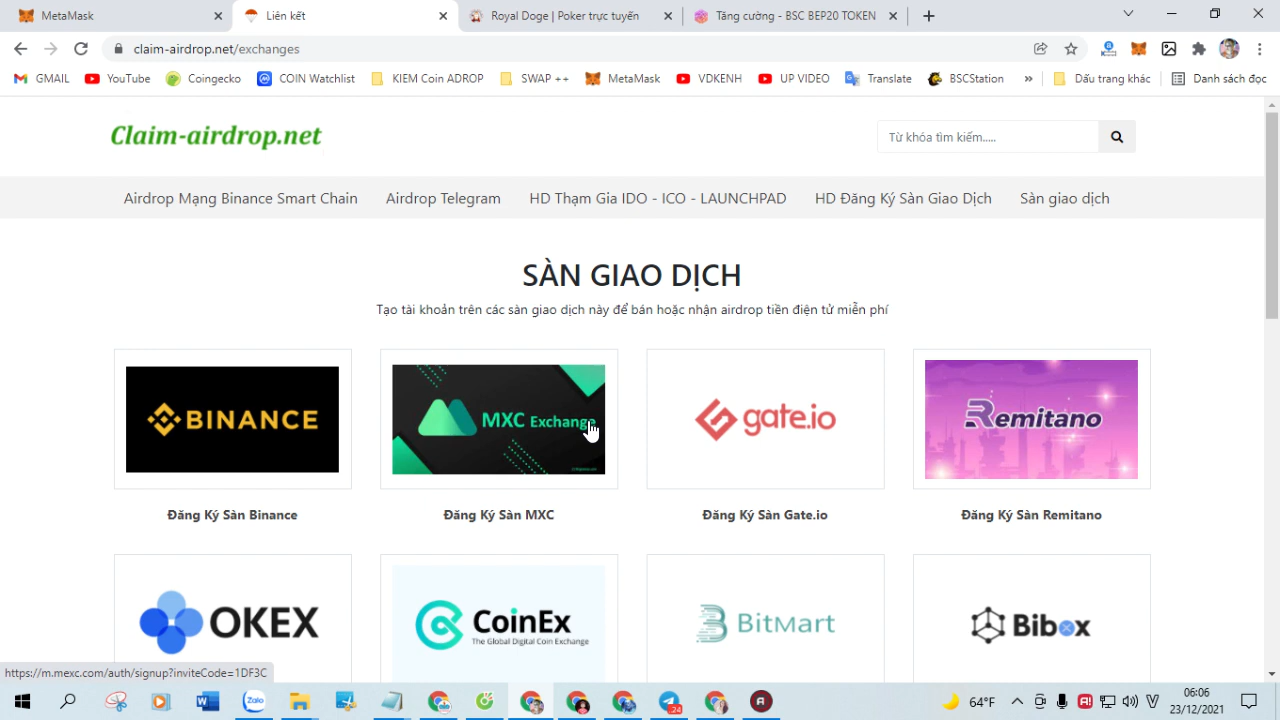 MetaMask
Liên kết
Royal Doge | Poker trực tuyến
Tăng cường - BSC BEP20 TOKEN
claim-airdrop.net/exchanges
GMAIL
YouTube
Coingecko
COIN Watchlist
KIEM Coin ADROP
SWAP ++
MetaMask
VDKENH
UP VIDEO
Translate
BSCStation
»
Dấu trang khác
Danh sách đọc
Claim-airdrop.net
Từ khóa tìm kiếm.....
Airdrop Mạng Binance Smart Chain
Airdrop Telegram
HD Thạm Gia IDO - ICO - LAUNCHPAD
HD Đăng Ký Sàn Giao Dịch
Sàn giao dịch
SÀN GIAO DỊCH
Tạo tài khoản trên các sàn giao dịch này để bán hoặc nhận airdrop tiền điện tử miễn phí
BINANCE
MXC Exchange
gate.io
Remitano
Đăng Ký Sàn Binance
Đăng Ký Sàn MXC
Đăng Ký Sàn Gate.io
Đăng Ký Sàn Remitano
OKEX
CoinEx
The Global Digital Coin Exchange
BitMart
Bibox
https://m.mexc.com/auth/signup?inviteCode=1DF3C
Zalo
24
64°F
06:06
23/12/2021